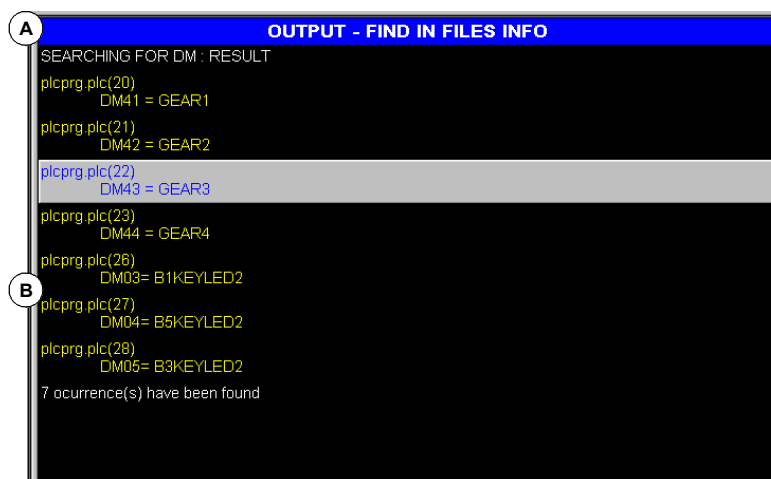 A
OUTPUT - FIND IN FILES INFO
SEARCHING FOR DM : RESULT
plcprg.plc(20)
DM41 = GEAR1
plcprg.plc(21)
DM42 = GEAR2
plcprg.plc(22)
DM43 = GEAR3
plcprg.plc(23)
DM44 = GEAR4
plcprg.plc(26)
DM03= B1KEYLED2
B
plcprg.plc(27)
DM04= B5KEYLED2
plcprg.plc(28)
DM05= B3KEYLED2
7 ocurrence(s) have been found